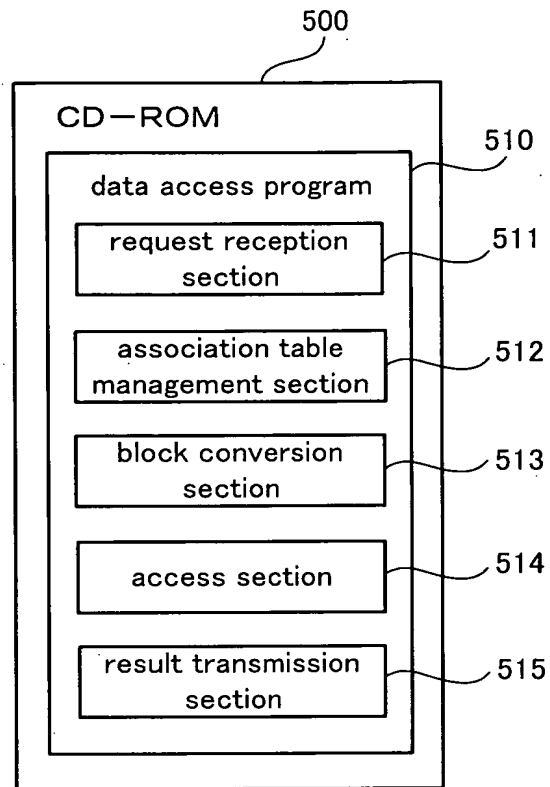 500
CD-ROM
510
data access program
request reception
section
511
association table
management section
512
block conversion
section
513
access section
514
result transmission
section
515